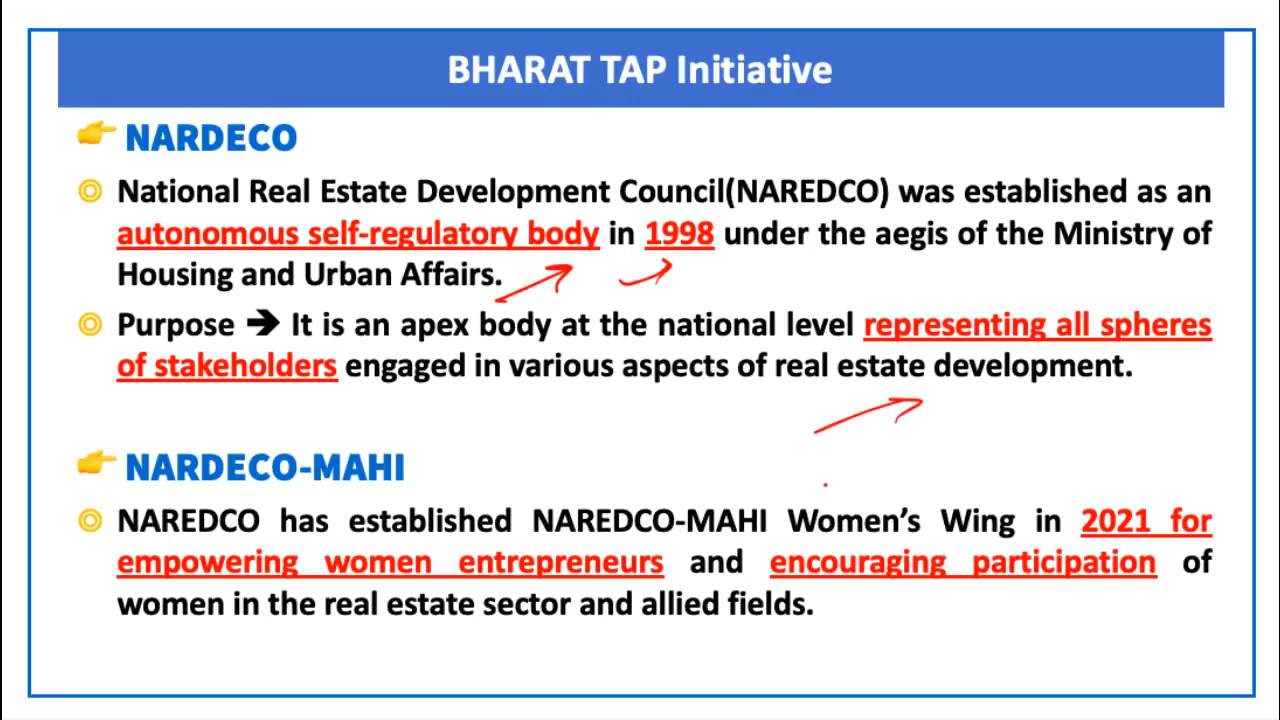 BHARAT TAP Initiative
NARDECO
National Real Estate Development Council(NAREDCO) was established as an
autonomous self-regulatory body in 1998 under the aegis of the Ministry of
Housing and Urban Affairs.
Purpose ➔ It is an apex body at the national level representing all spheres
of stakeholders engaged in various aspects of real estate development.
NARDECO-MAHI
NAREDCO has established NAREDCO-MAHI Women’s Wing in 2021 for
empowering women entrepreneurs and encouraging participation of
women in the real estate sector and allied fields.